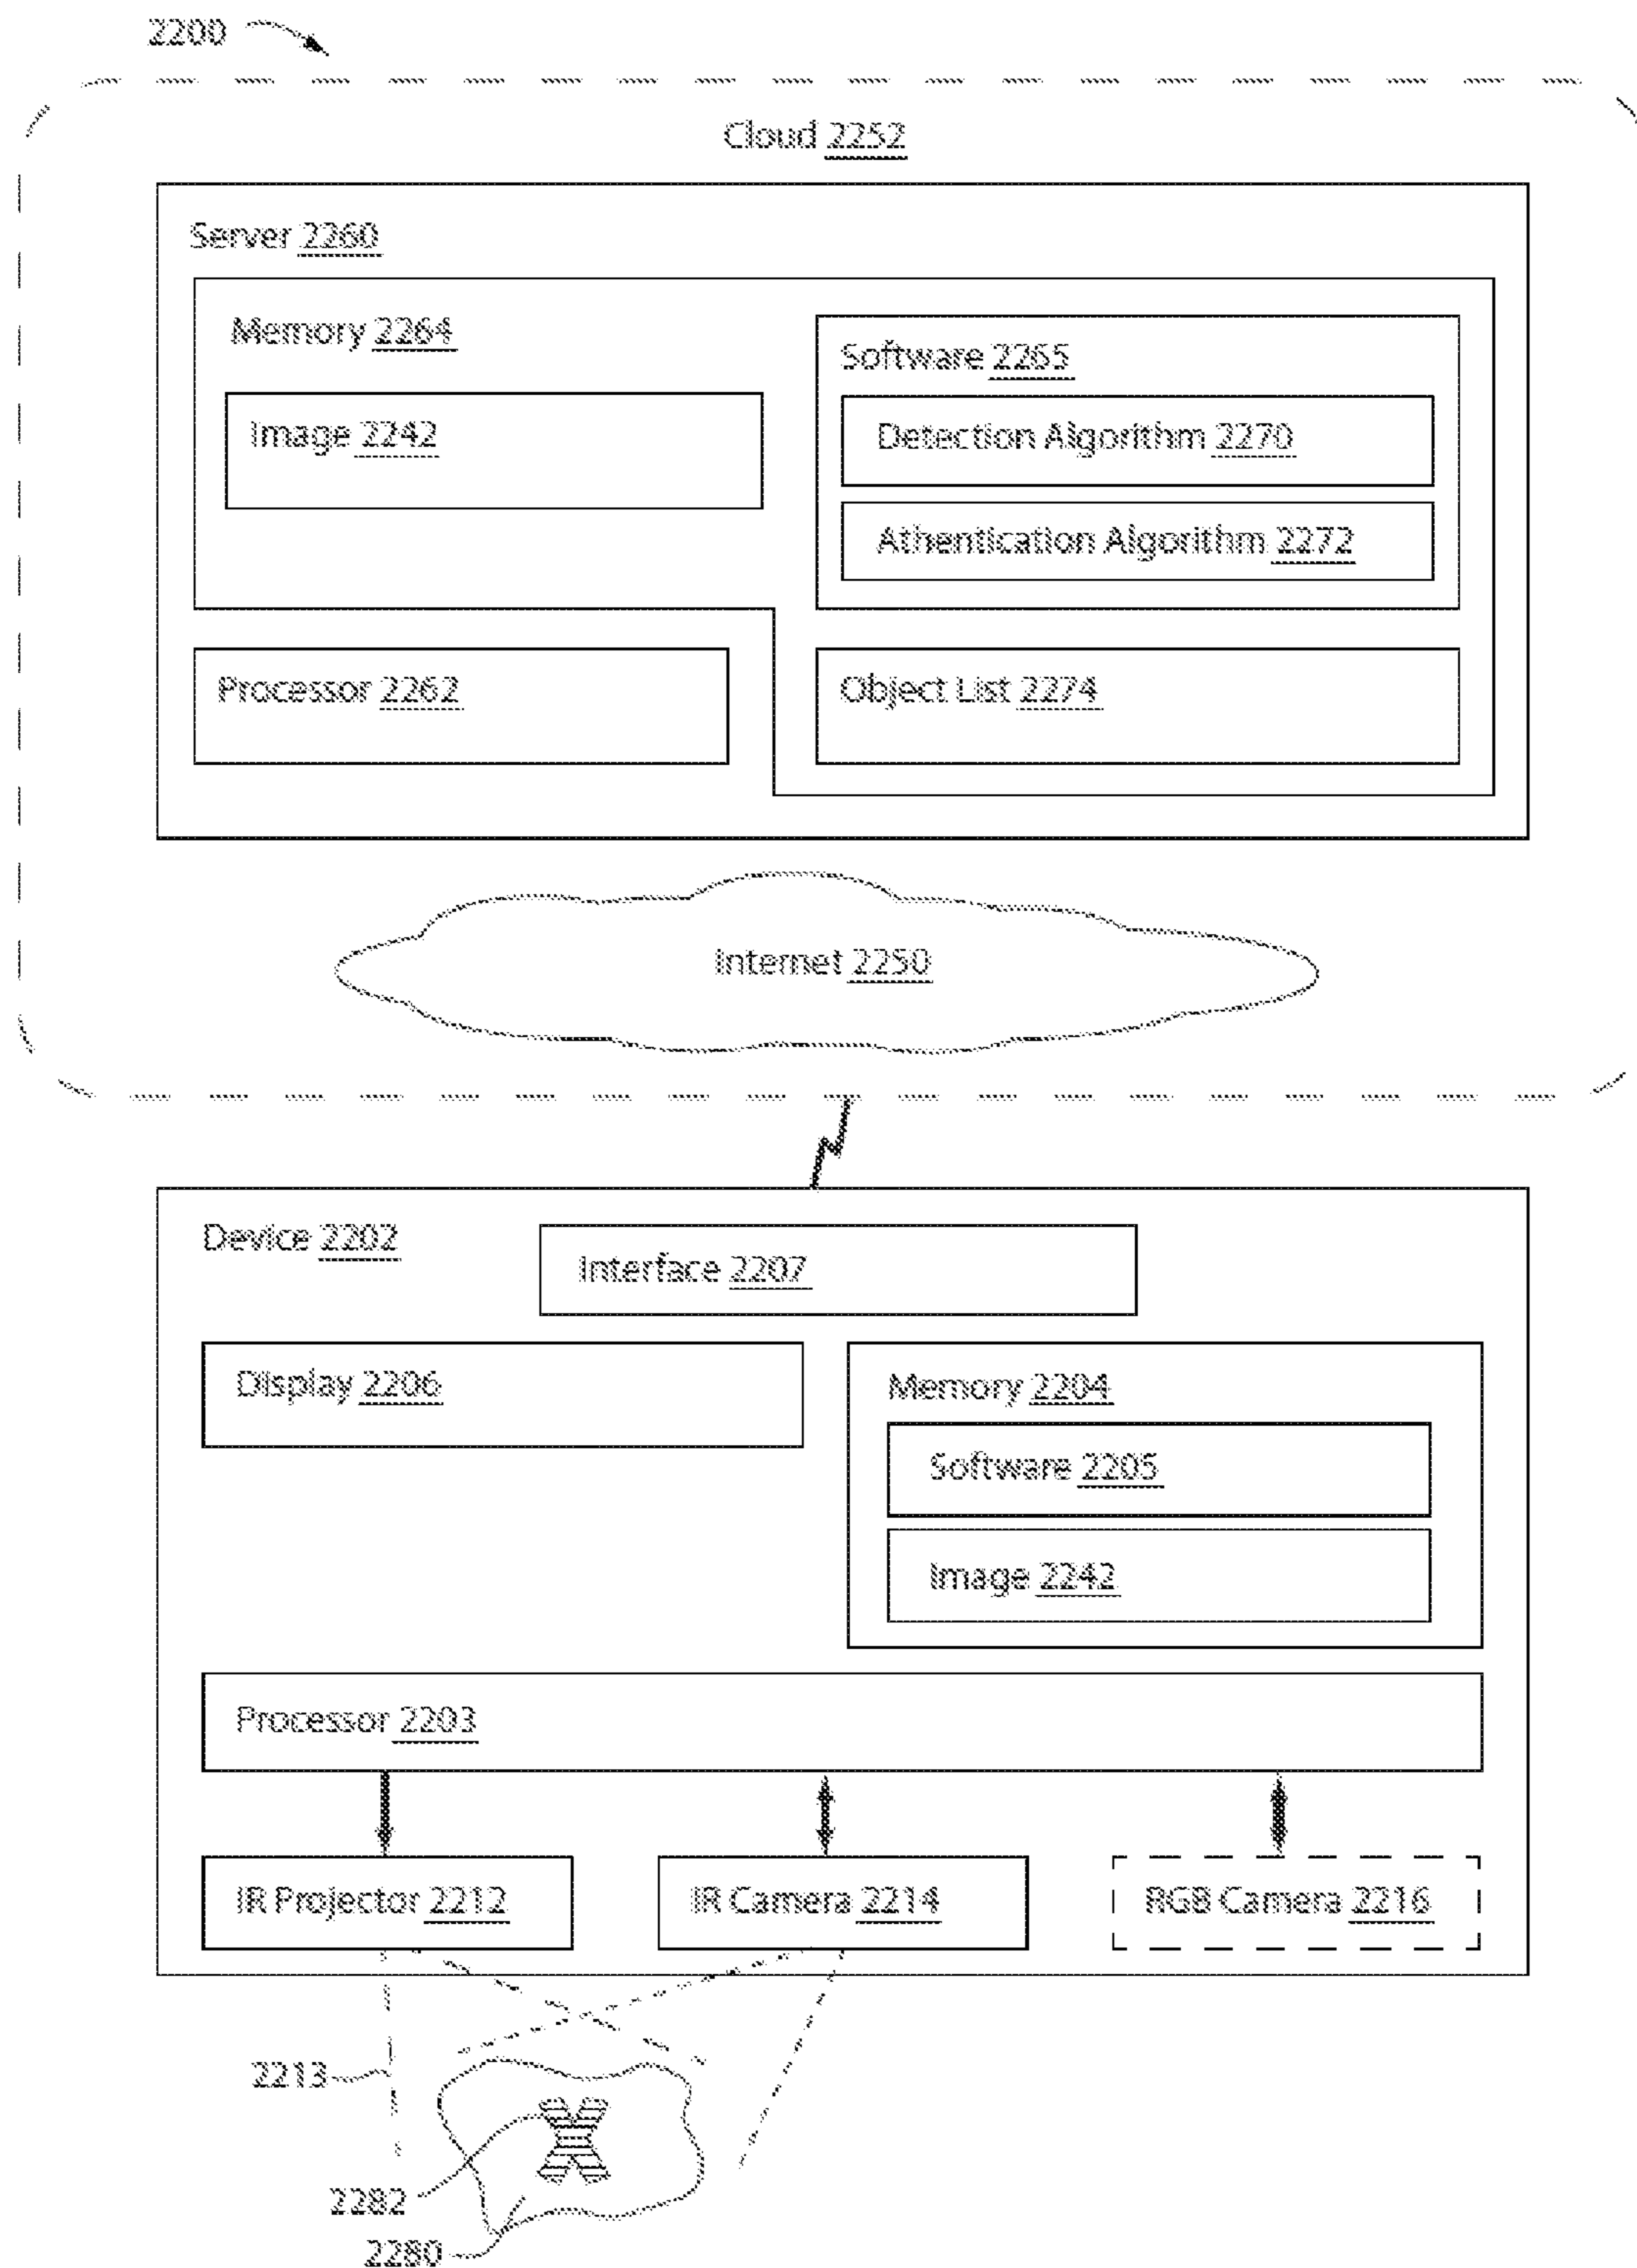 2200
Cloud 2252
Server 2260
Memory 2264
Image 2242
Software 2265
Detection Algorithm 2270
Athentication Algorithm 2272
Processor 2262
Object List 2274
Internet 2250
Device 2202
Interface 2207
Display 2206
Memory 2204
Software 2205
Image 2242
Processor 2203
IR Projector 2212
IR Camera 2214
RGB Camera 2216
2213
2282
2280